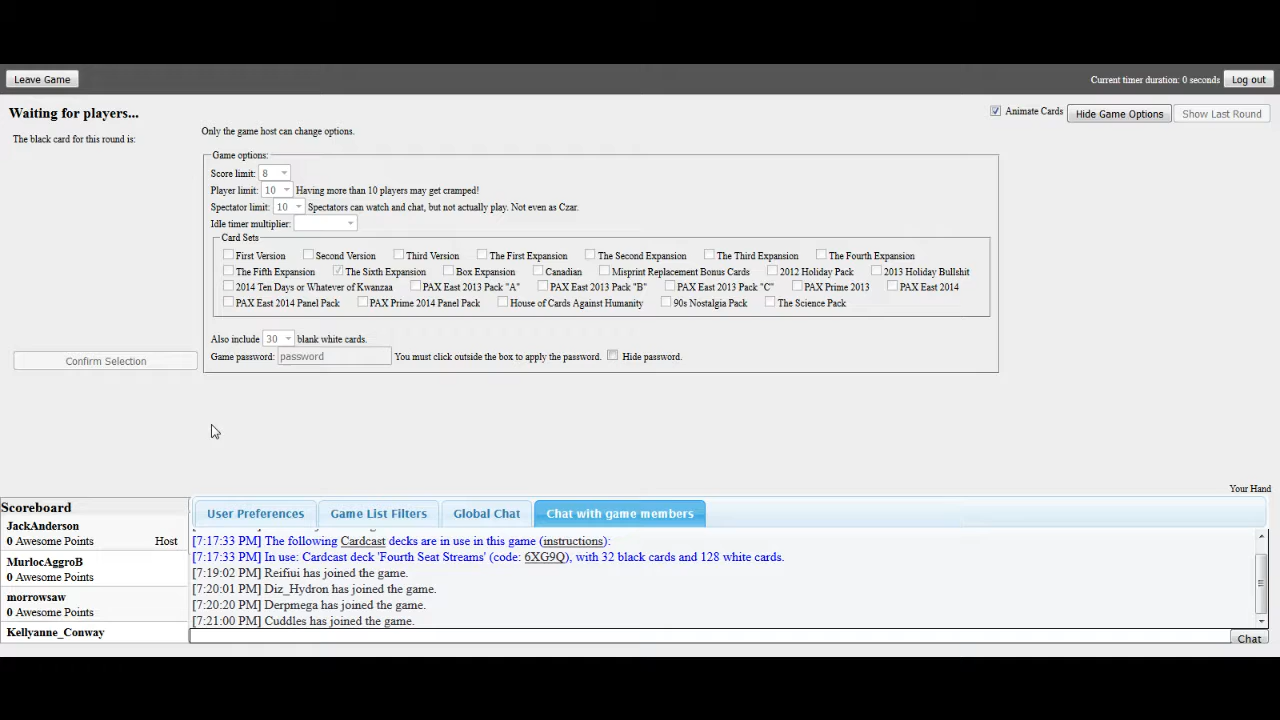 Leave Game
Current timer duration: 0 seconds Log out
Waiting for players...
Animate Cards Hide Game Options Show Last Round
The black card for this round is:
Only the game host can change options.
Game options:
Score limit: 8
Player limit: 10 Having more than 10 players may get cramped!
Spectator limit: 10 Spectators can watch and chat, but not actually play. Not even as Czar.
Idle timer multiplier:
Card Sets
First Version Second Version Third Version The First Expansion The Second Expansion The Third Expansion The Fourth Expansion
The Fifth Expansion The Sixth Expansion Box Expansion Canadian Misprint Replacement Bonus Cards 2012 Holiday Pack 2013 Holiday Bullshit
2014 Ten Days or Whatever of Kwanzaa PAX East 2013 Pack "A" PAX East 2013 Pack "B" PAX East 2013 Pack "C" PAX Prime 2013 PAX East 2014
PAX East 2014 Panel Pack PAX Prime 2014 Panel Pack House of Cards Against Humanity 90s Nostalgia Pack The Science Pack
Also include 30 blank white cards.
Game password: password You must click outside the box to apply the password. Hide password.
Confirm Selection
Your Hand
Scoreboard
JackAnderson
0 Awesome Points Host
MurlocAggroB
0 Awesome Points
morrowsaw
0 Awesome Points
Kellyanne_Conway
User Preferences Game List Filters Global Chat Chat with game members
[7:17:33 PM] The following Cardcast decks are in use in this game (instructions):
[7:17:33 PM] In use: Cardcast deck 'Fourth Seat Streams' (code: 6XG9Q), with 32 black cards and 128 white cards.
[7:19:02 PM] Reifiui has joined the game.
[7:20:01 PM] Diz_Hydron has joined the game.
[7:20:20 PM] Derpmega has joined the game.
[7:21:00 PM] Cuddles has joined the game.
Chat